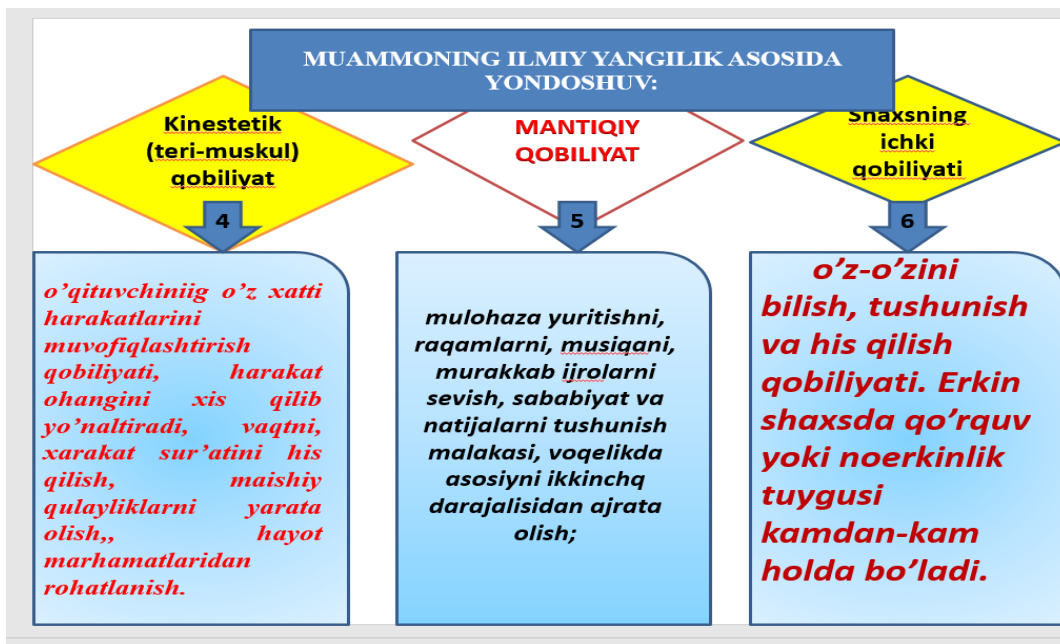 MUAMMONING ILMIY YANGILIK ASOSIDA
YONDOSHUV:
Kinestetik
(teri-muskul)
qobiliyat
4
o’qituvchiniig o’z xatti
harakatlarini
muvofiqlashtirish
qobiliyati, harakat
ohangini xis qilib
yo’naltiradi, vaqtni,
xarakat sur’atini his
qilish, maishiy
qulayliklarni yarata
olish,, hayot
marhamatlaridan
rohatlanish.
MANTIQIY
QOBILIYAT
5
mulohaza yuritishni,
raqamlarni, musiqani,
murakkab ijrolarni
sevish, sababiyat va
natijalarni tushunish
malakasi, voqelikda
asosiyni ikkinchq
darajalisidan ajrata
olish;
Shaxsning
ichki
qobiliyati
6
o’z-o’zini
bilish, tushunish
va his qilish
qobiliyati. Erkin
shaxsda qo’rquv
yoki noerkinlik
tuygusi
kamdan-kam
holda bo’ladi.